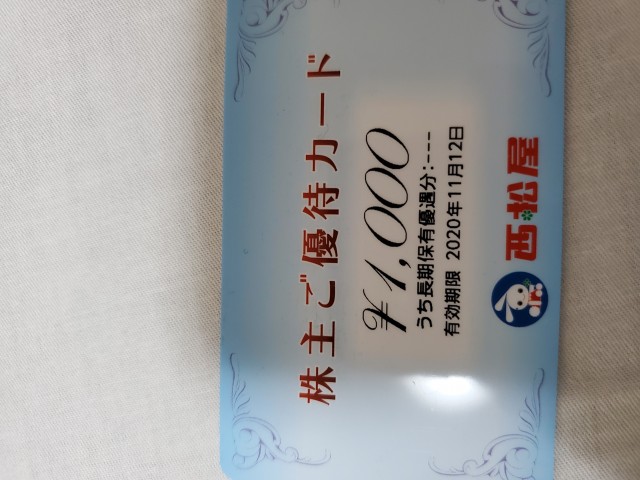 株主ご優待カード
¥1,000
うち長期保有優遇分:---
有効期限 2020年11月12日
西松屋